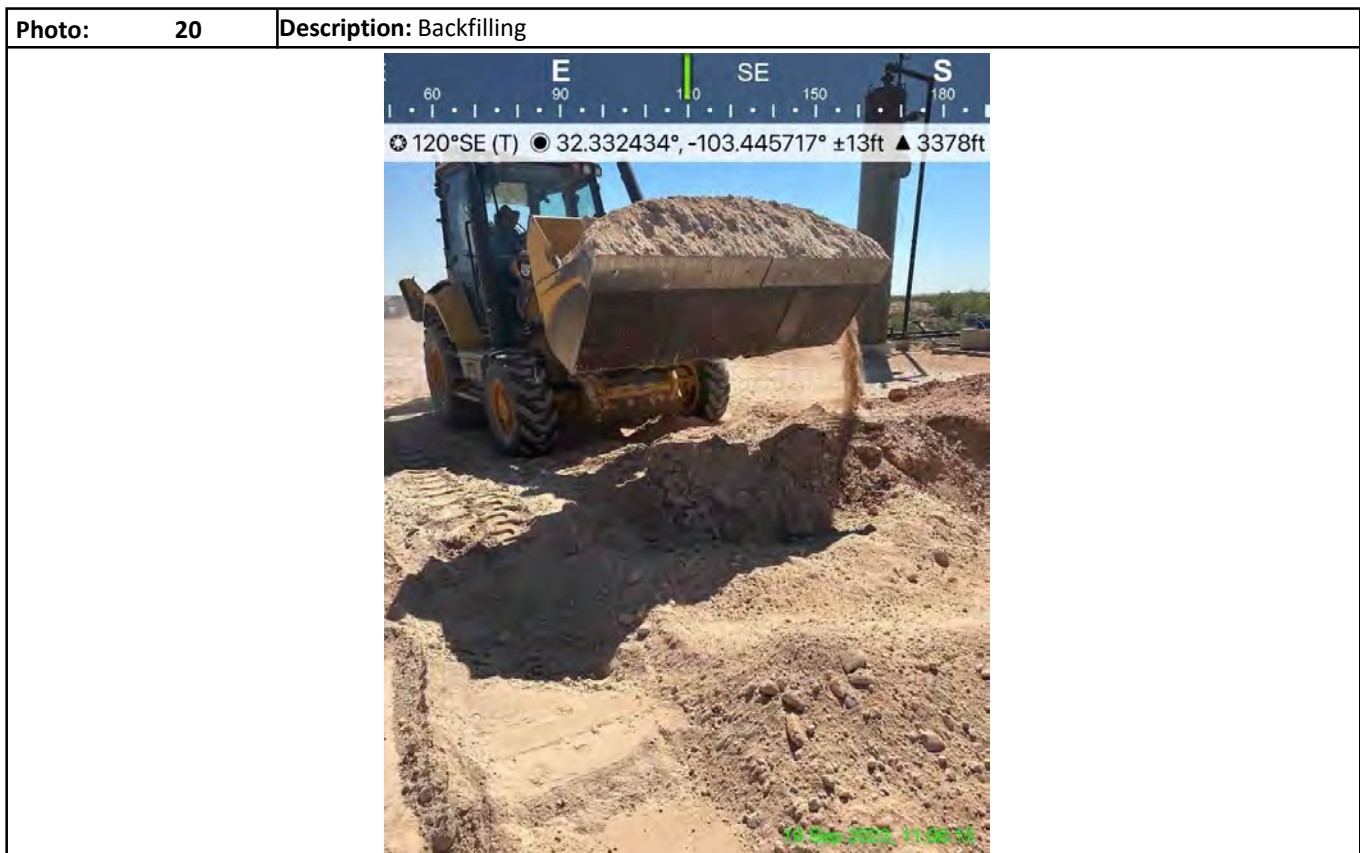 Photo: 20 Description: Backfilling
E SE S
60 90 120 150 180
120°SE (T) 32.332434°, -103.445717° ±13ft ▲ 3378ft
Sep 2023, 11:06:15